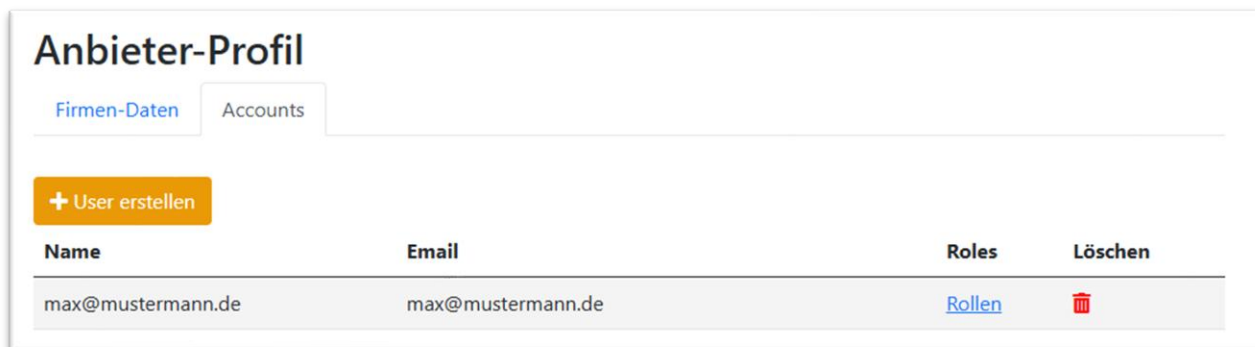 Anbieter-Profil
Firmen-Daten Accounts
User erstellen
Name Email Roles Löschen
max@mustermann.de max@mustermann.de Rollen